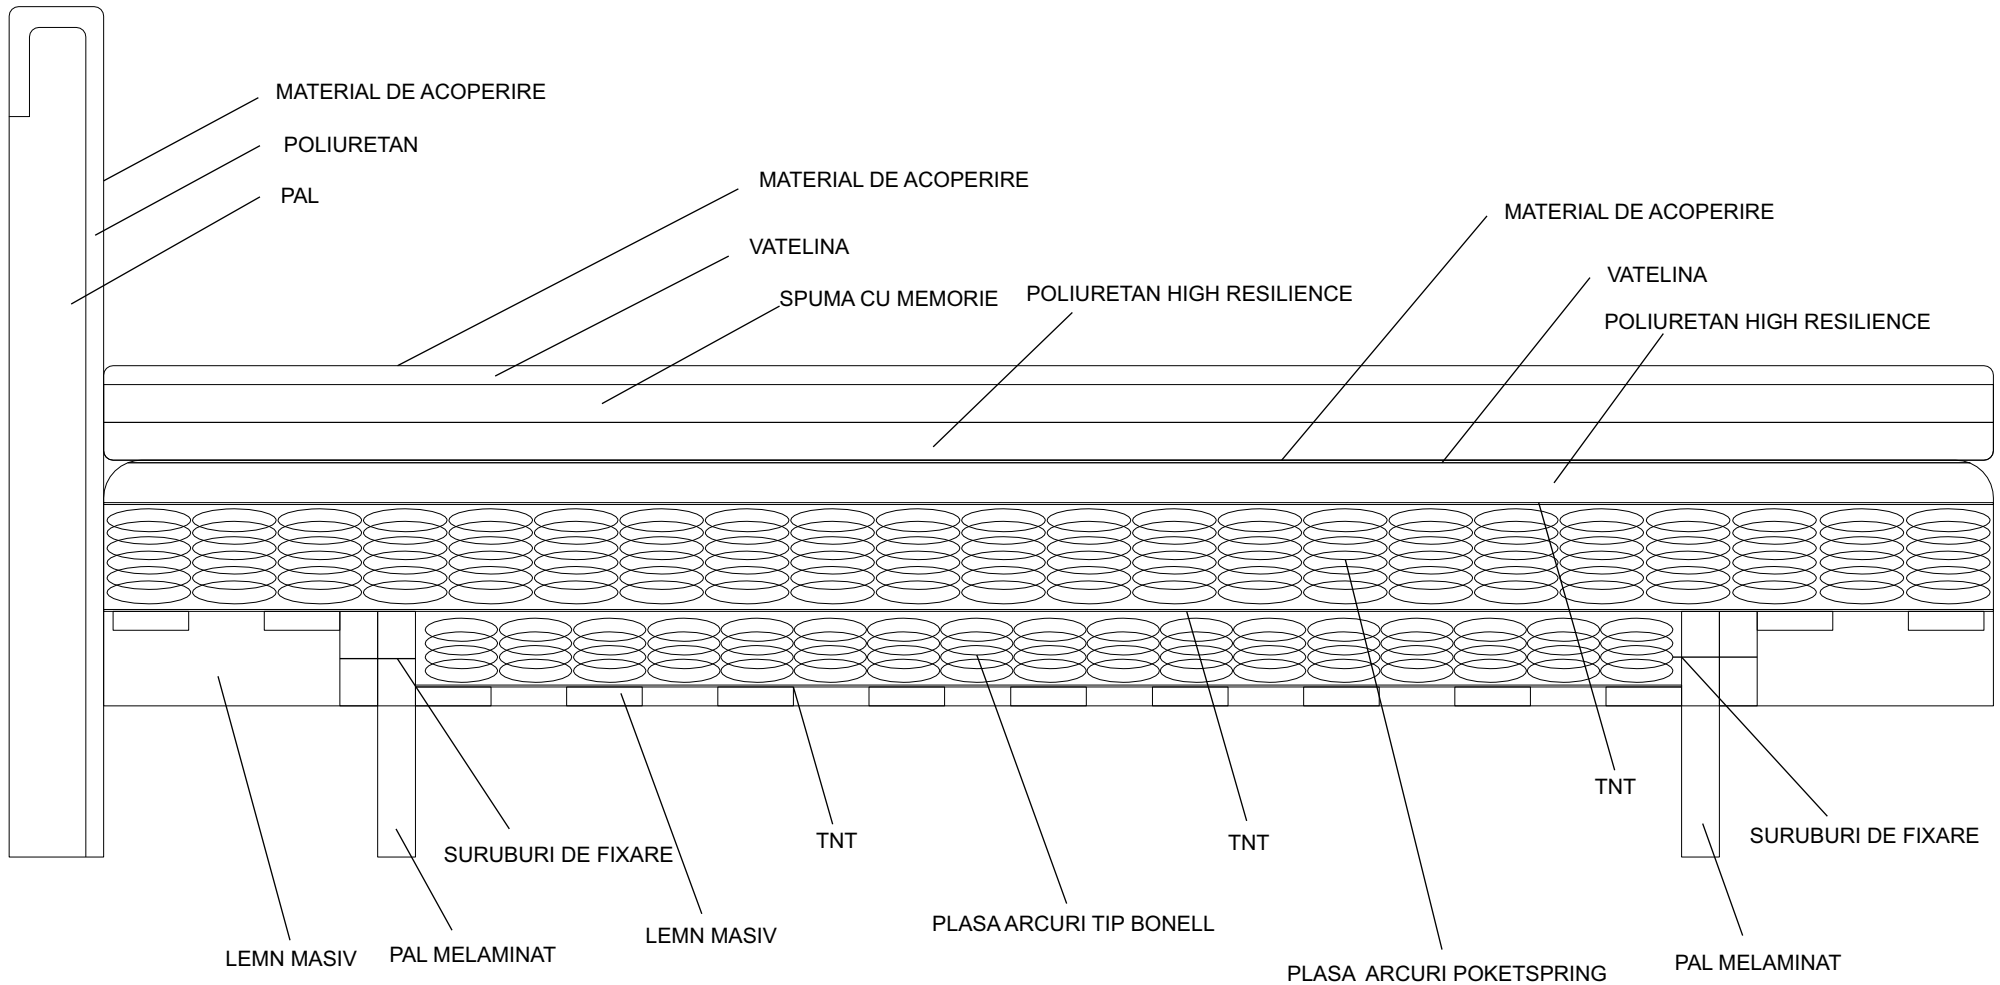 MATERIAL DE ACOPERIRE
POLIURETAN
PAL
MATERIAL DE ACOPERIRE
VATELINA
SPUMA CU MEMORIE
POLIURETAN HIGH RESILIENCE
MATERIAL DE ACOPERIRE
VATELINA
POLIURETAN HIGH RESILIENCE
TNT
TNT
TNT
SURUBURI DE FIXARE
SURUBURI DE FIXARE
LEMN MASIV
PAL MELAMINAT
LEMN MASIV
PLASA ARCURI TIP BONELL
PLASA ARCURI POKETSPRING
PAL MELAMINAT